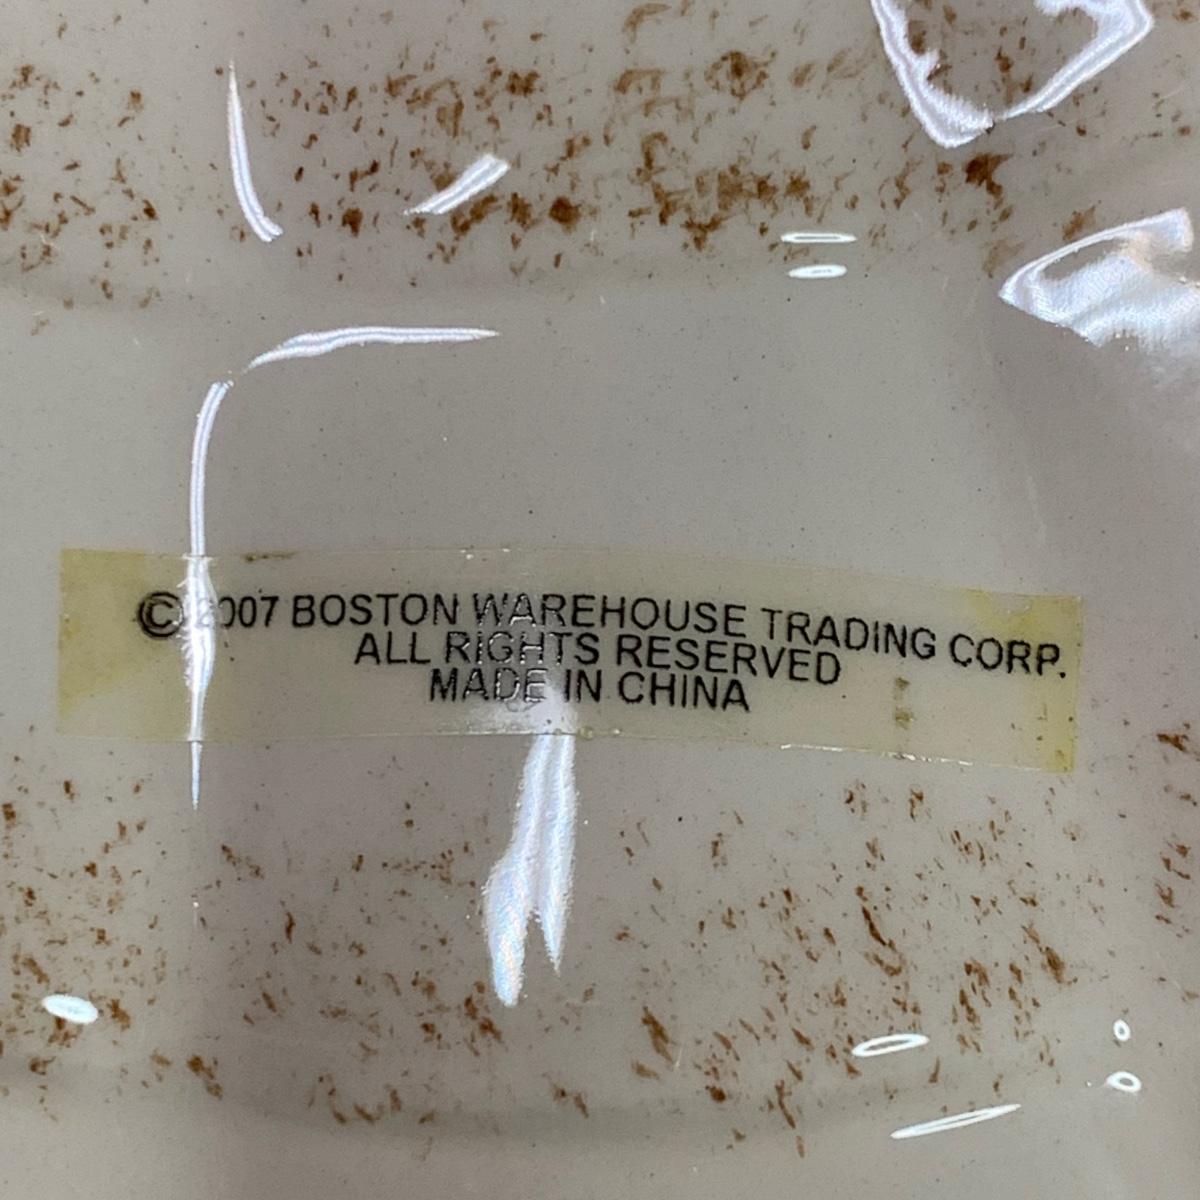 © 2007 BOSTON WAREHOUSE TRADING CORP.
ALL RIGHTS RESERVED
MADE IN CHINA